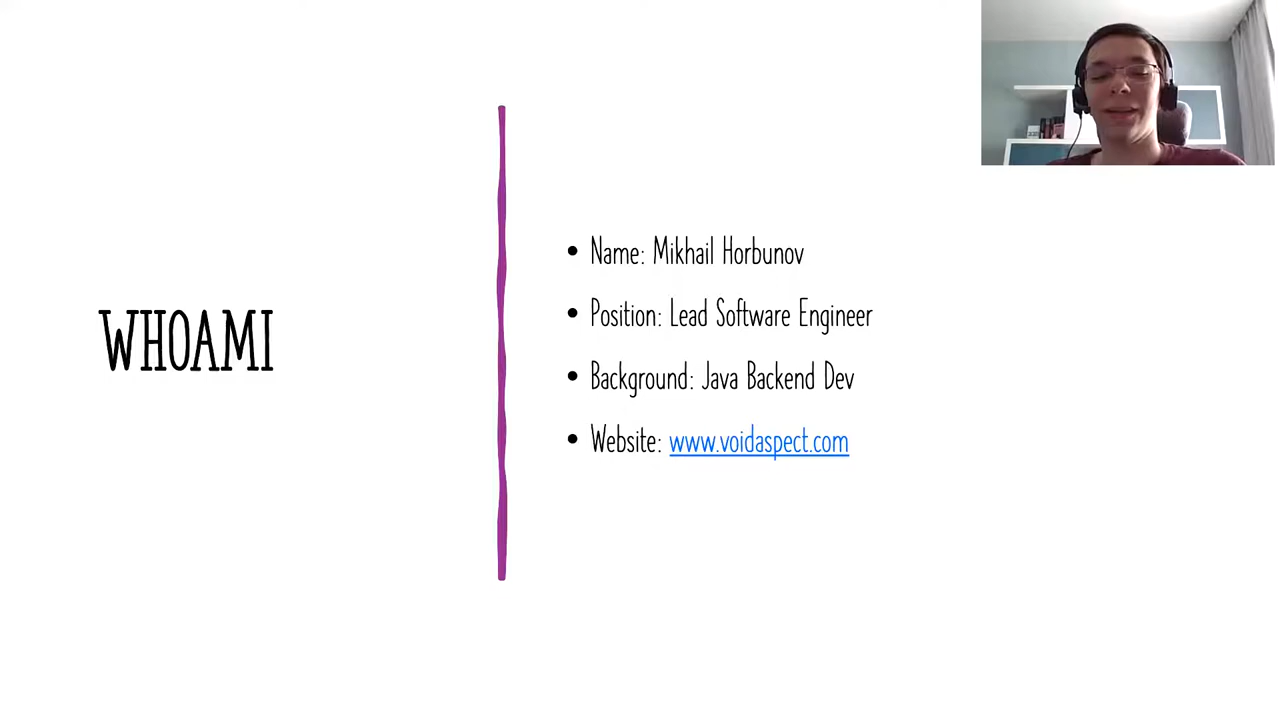 WHOAMI
• Name: Mikhail Horbunov
• Position: Lead Software Engineer
• Background: Java Backend Dev
• Website: www.voidaspect.com